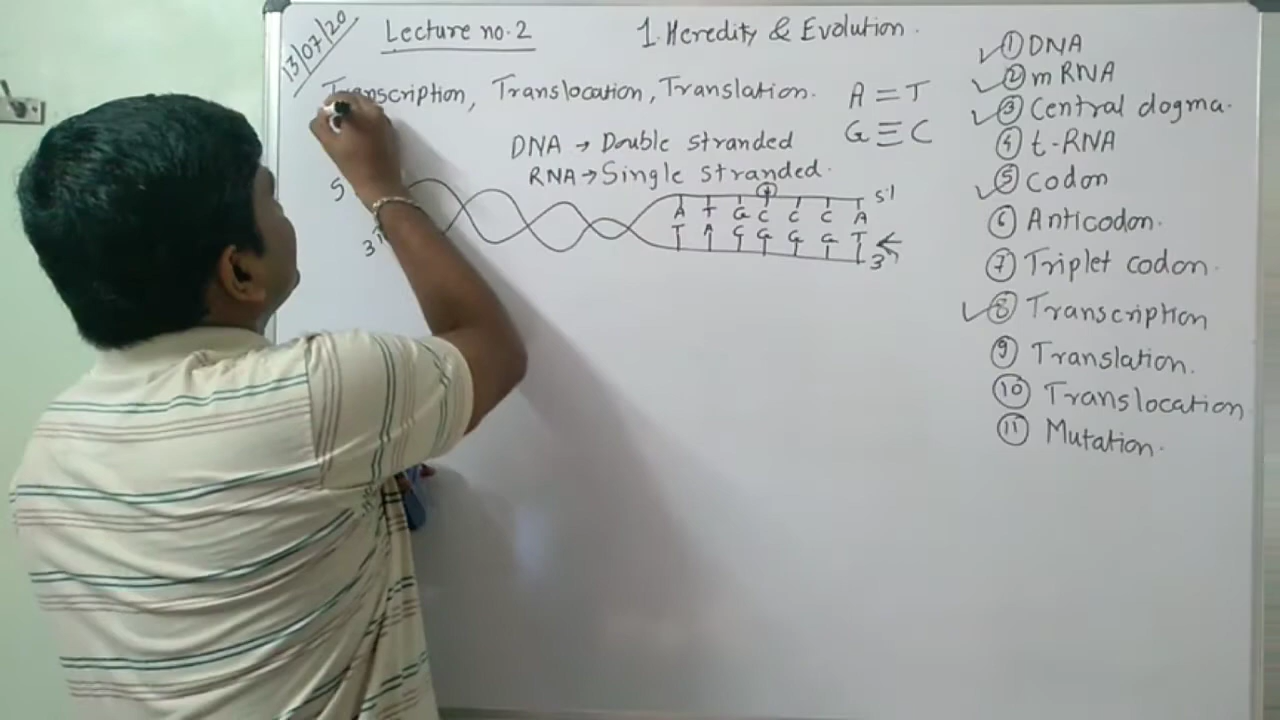 13/07/20
Lecture no. 2
1. Heredity & Evolution.
Transcription, Translocation, Translation.
A = T
G ≡ C
DNA → Double stranded
RNA → Single stranded.
5
3'
5'
A T G C C C A
T A G G G G T
3'
① DNA
② mRNA
③ Central dogma.
④ t-RNA
⑤ Codon
⑥ Anticodon.
⑦ Triplet codon.
⑧ Transcription
⑨ Translation.
⑩ Translocation
⑪ Mutation.